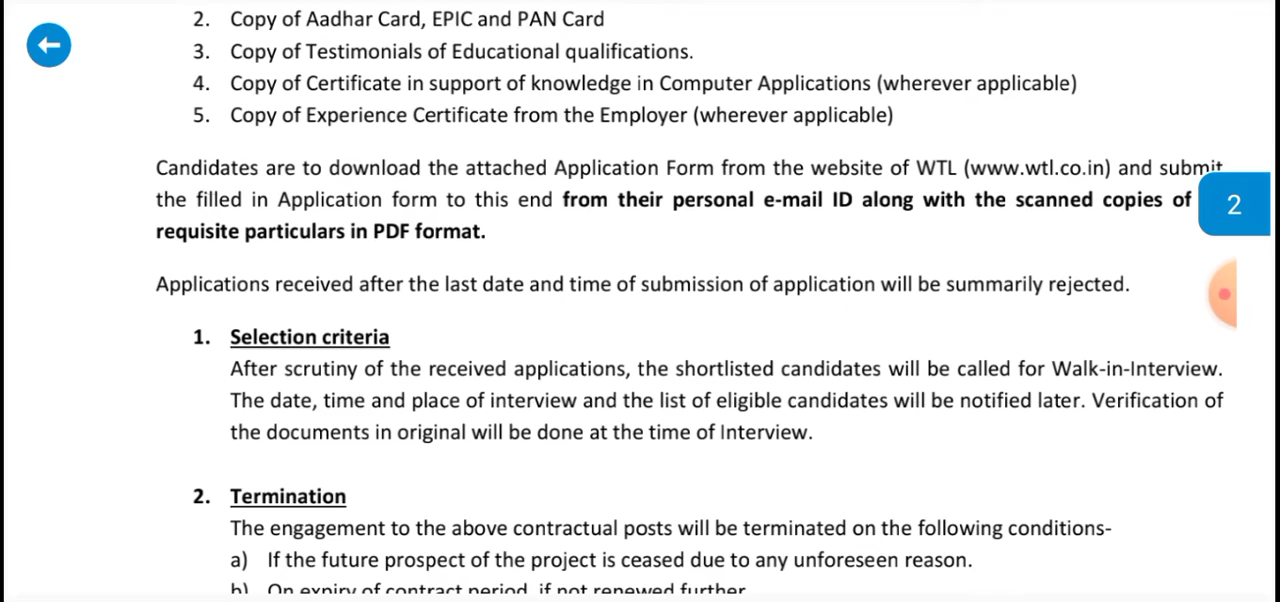 2. Copy of Aadhar Card, EPIC and PAN Card
3. Copy of Testimonials of Educational qualifications.
4. Copy of Certificate in support of knowledge in Computer Applications (wherever applicable)
5. Copy of Experience Certificate from the Employer (wherever applicable)
Candidates are to download the attached Application Form from the website of WTL (www.wtl.co.in) and submit
the filled in Application form to this end from their personal e-mail ID along with the scanned copies of
2
requisite particulars in PDF format.
Applications received after the last date and time of submission of application will be summarily rejected.
1. Selection criteria
After scrutiny of the received applications, the shortlisted candidates will be called for Walk-in-Interview.
The date, time and place of interview and the list of eligible candidates will be notified later. Verification of
the documents in original will be done at the time of Interview.
2. Termination
The engagement to the above contractual posts will be terminated on the following conditions-
a) If the future prospect of the project is ceased due to any unforeseen reason.
b) On expiry of contract period, if not renewed further